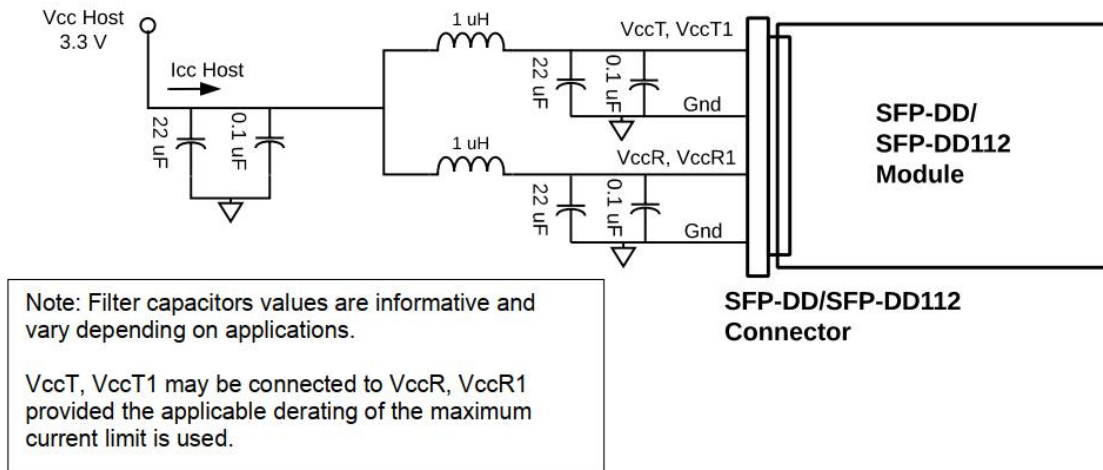 Vcc Host
3.3 V
Icc Host
22 uF
0.1 uF
1 uH
VccT, VccT1
22 uF
0.1 uF
Gnd
1 uH
VccR, VccR1
22 uF
0.1 uF
Gnd
SFP-DD/
SFP-DD112
Module
SFP-DD/SFP-DD112
Connector
Note: Filter capacitors values are informative and
vary depending on applications.
VccT, VccT1 may be connected to VccR, VccR1
provided the applicable derating of the maximum
current limit is used.